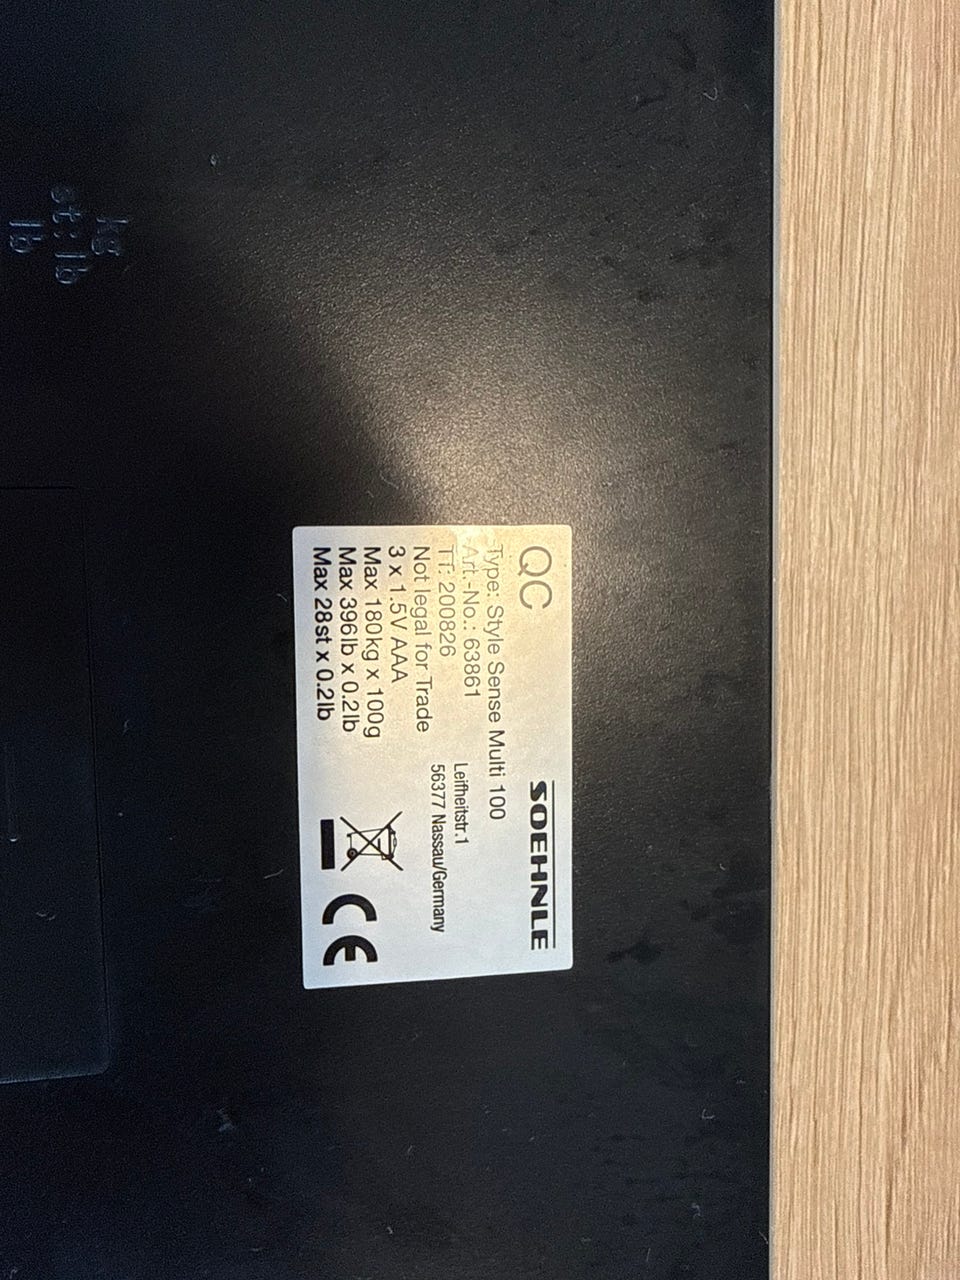 QC
SOEHNLE
Type: Style Sense Multi 100
Art.-No.: 63861
TT: 200826
Not legal for Trade
3 x 1.5V AAA
Max 180kg x 100g
Max 396lb x 0.2lb
Max 28st x 0.2lb
Leifheitstr.1
56377 Nassau/Germany
CE
kg
st:lb
lb